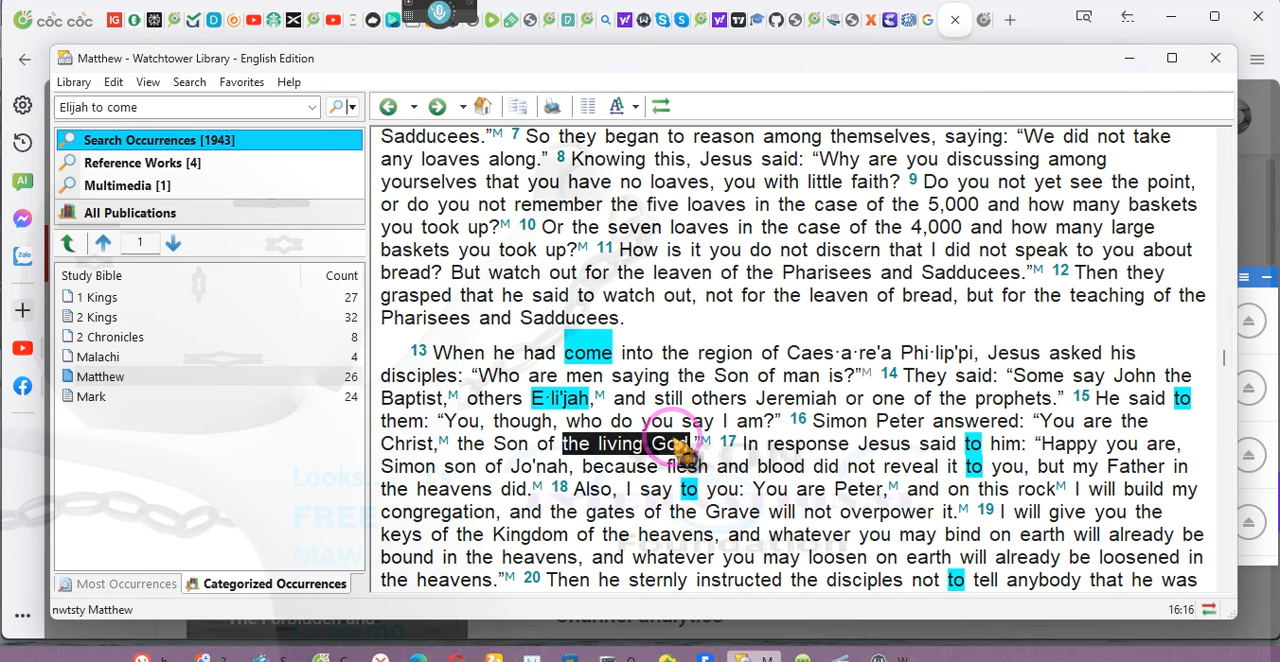 cốc cốc
Matthew - Watchtower Library - English Edition
Library Edit View Search Favorites Help
Elijah to come
Search Occurrences [1943]
Reference Works [4]
Multimedia [1]
All Publications
1
Study Bible Count
1 Kings 27
2 Kings 32
2 Chronicles 8
Malachi 4
Matthew 26
Mark 24
Most Occurrences Categorized Occurrences
nwtsty Matthew
16:16
Sadducees.”M 7 So they began to reason among themselves, saying: “We did not take
any loaves along.” 8 Knowing this, Jesus said: “Why are you discussing among
yourselves that you have no loaves, you with little faith? 9 Do you not yet see the point,
or do you not remember the five loaves in the case of the 5,000 and how many baskets
you took up?M 10 Or the seven loaves in the case of the 4,000 and how many large
baskets you took up?M 11 How is it you do not discern that I did not speak to you about
bread? But watch out for the leaven of the Pharisees and Sadducees.”M 12 Then they
grasped that he said to watch out, not for the leaven of bread, but for the teaching of the
Pharisees and Sadducees.
13 When he had come into the region of Caes·a·re'a Phi·lip'pi, Jesus asked his
disciples: “Who are men saying the Son of man is?”M 14 They said: “Some say John the
Baptist,M others E·li'jah,M and still others Jeremiah or one of the prophets.” 15 He said to
them: “You, though, who do you say I am?” 16 Simon Peter answered: “You are the
Christ,M the Son of the living God.”M 17 In response Jesus said to him: “Happy you are,
Simon son of Jo'nah, because flesh and blood did not reveal it to you, but my Father in
the heavens did.M 18 Also, I say to you: You are Peter,M and on this rockM I will build my
congregation, and the gates of the Grave will not overpower it.M 19 I will give you the
keys of the Kingdom of the heavens, and whatever you may bind on earth will already be
bound in the heavens, and whatever you may loosen on earth will already be loosened in
the heavens.”M 20 Then he sternly instructed the disciples not to tell anybody that he was
Looks
FREE
MAW
Foundation